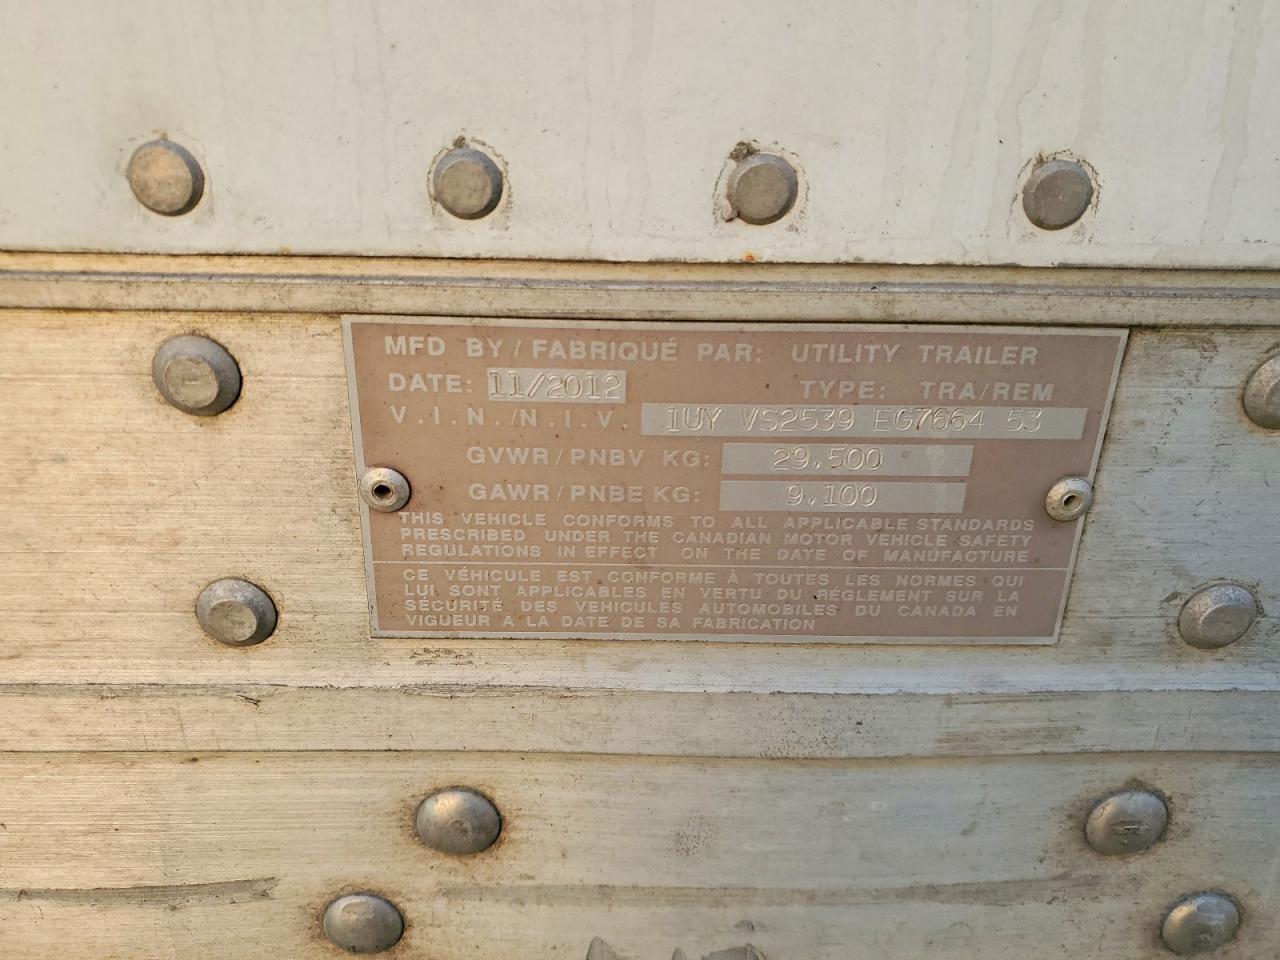 MFD BY/FABRIQUÉ PAR: UTILITY TRAILER
DATE: 11/2012 TYPE: TRA/REM
V.I.N./N.I.V. 1UY VS2539 EG7664 53
GVWR/PNBV KG: 29,500
GAWR/PNBE KG: 9,100
THIS VEHICLE CONFORMS TO ALL APPLICABLE STANDARDS
PRESCRIBED UNDER THE CANADIAN MOTOR VEHICLE SAFETY
REGULATIONS IN EFFECT ON THE DATE OF MANUFACTURE
CE VÉHICULE EST CONFORME À TOUTES LES NORMES QUI
LUI SONT APPLICABLES EN VERTU DU RÉGLEMENT SUR LA
SÉCURITÉ DES VEHICULES AUTOMOBILES DU CANADA EN
VIGUEUR A LA DATE DE SA FABRICATION